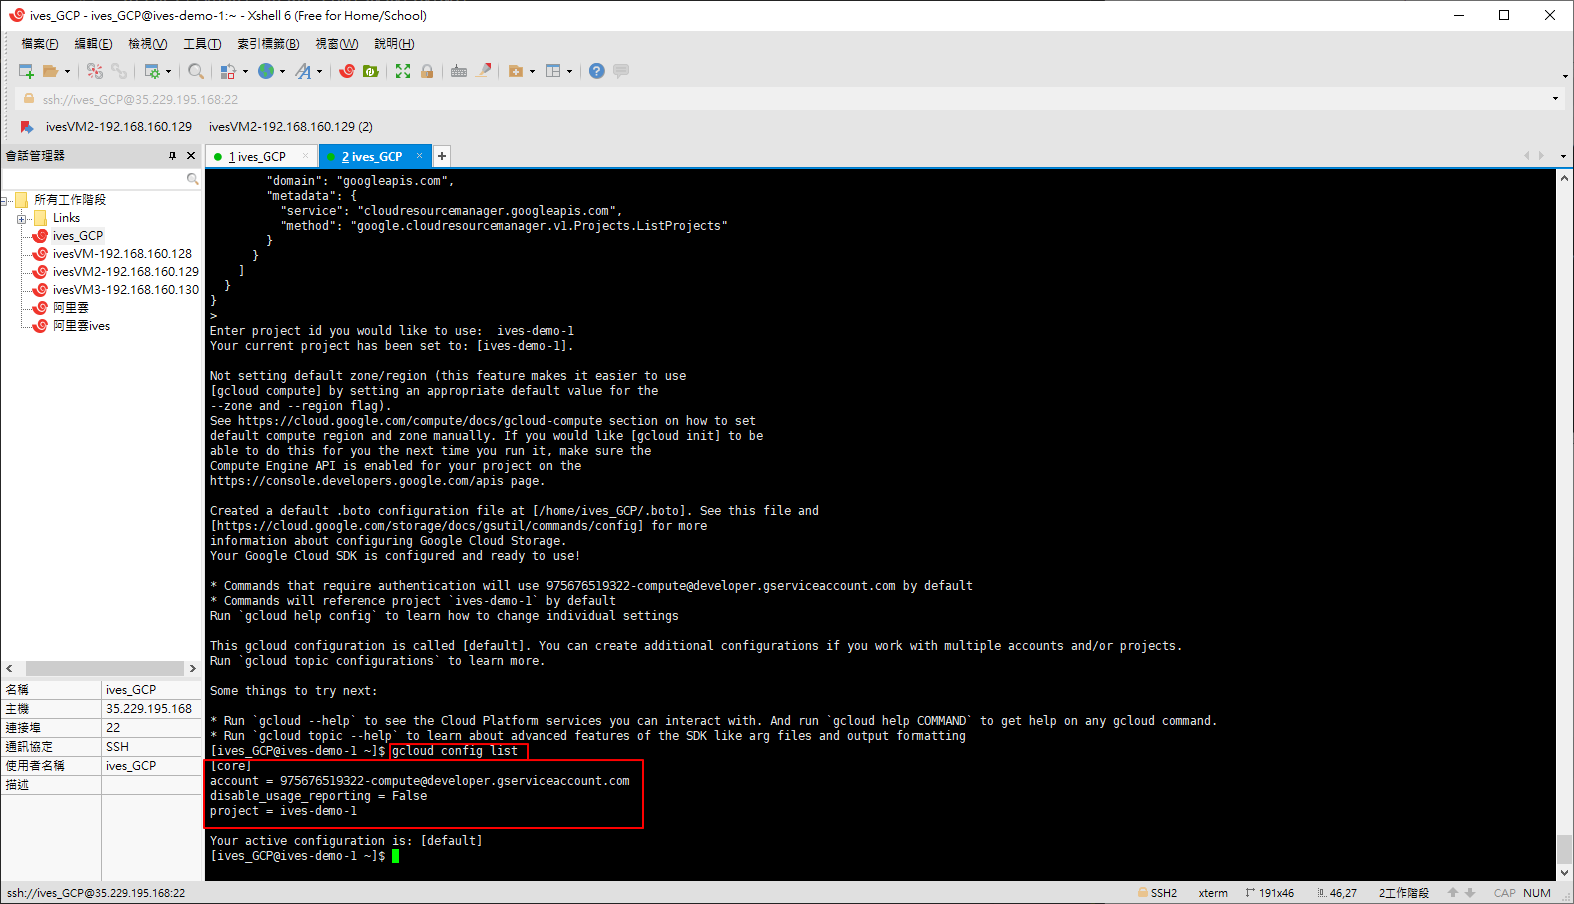 ives_GCP - ives_GCP@ives-demo-1:~ - Xshell 6 (Free for Home/School)
檔案(F) 編輯(E) 檢視(V) 工具(T) 索引標籤(B) 視窗(W) 說明(H)
ssh://ives_GCP@35.229.195.168:22
ivesVM2-192.168.160.129 ivesVM2-192.168.160.129 (2)
會話管理器
1 ives_GCP × 2 ives_GCP × +
所有工作階段
Links
ives_GCP
ivesVM-192.168.160.128
ivesVM2-192.168.160.129
ivesVM3-192.168.160.130
阿里雲
阿里雲ives
名稱 ives_GCP
主機 35.229.195.168
連接埠 22
通訊協定 SSH
使用者名稱 ives_GCP
描述
"domain": "googleapis.com",
"metadata": {
"service": "cloudresourcemanager.googleapis.com",
"method": "google.cloudresourcemanager.v1.Projects.ListProjects"
}
}
]
}
}
>
Enter project id you would like to use:  ives-demo-1
Your current project has been set to: [ives-demo-1].
Not setting default zone/region (this feature makes it easier to use
[gcloud compute] by setting an appropriate default value for the
--zone and --region flag).
See https://cloud.google.com/compute/docs/gcloud-compute section on how to set
default compute region and zone manually. If you would like [gcloud init] to be
able to do this for you the next time you run it, make sure the
Compute Engine API is enabled for your project on the
https://console.developers.google.com/apis page.
Created a default .boto configuration file at [/home/ives_GCP/.boto]. See this file and
[https://cloud.google.com/storage/docs/gsutil/commands/config] for more
information about configuring Google Cloud Storage.
Your Google Cloud SDK is configured and ready to use!
* Commands that require authentication will use 975676519322-compute@developer.gserviceaccount.com by default
* Commands will reference project `ives-demo-1` by default
Run `gcloud help config` to learn how to change individual settings
This gcloud configuration is called [default]. You can create additional configurations if you work with multiple accounts and/or projects.
Run `gcloud topic configurations` to learn more.
Some things to try next:
* Run `gcloud --help` to see the Cloud Platform services you can interact with. And run `gcloud help COMMAND` to get help on any gcloud command.
* Run `gcloud topic --help` to learn about advanced features of the SDK like arg files and output formatting
[ives_GCP@ives-demo-1 ~]$ gcloud config list
[core]
account = 975676519322-compute@developer.gserviceaccount.com
disable_usage_reporting = False
project = ives-demo-1
Your active configuration is: [default]
[ives_GCP@ives-demo-1 ~]$
ssh://ives_GCP@35.229.195.168:22 SSH2 xterm 191x46 46,27 2工作階段 CAP NUM